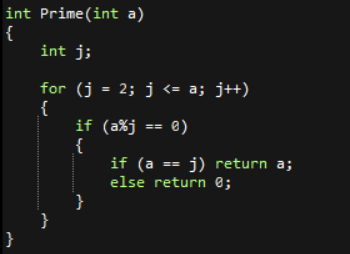 int Prime(int a)
{
    int j;
    for (j = 2; j <= a; j++)
    {
        if (a%j == 0)
        {
            if (a == j) return a;
            else return 0;
        }
    }
}